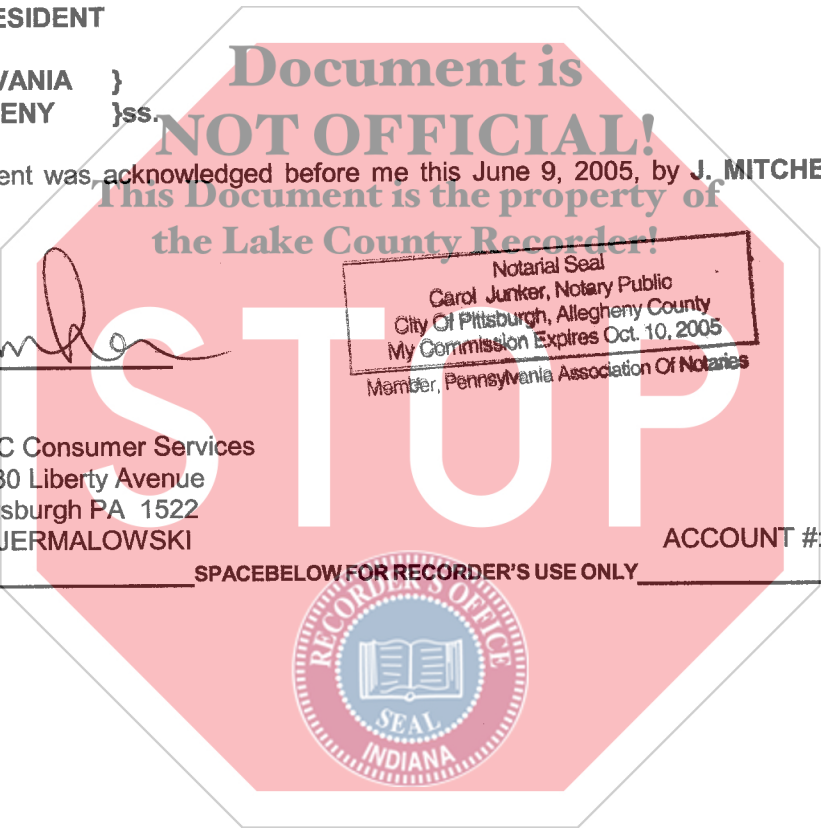 ESIDENT
Document is
VANIA }
ENY }ss.
NOT OFFICIAL!
ent was acknowledged before me this June 9, 2005, by J. MITCHE
This Document is the property of
the Lake County Recorder!
Notarial Seal
Carol Junker, Notary Public
City Of Pittsburgh, Allegheny County
My Commission Expires Oct. 10, 2005
Member, Pennsylvania Association Of Notaries
STOP
C Consumer Services
30 Liberty Avenue
sburgh PA 1522
JERMALOWSKI
ACCOUNT #:
SPACEBELOW FOR RECORDER'S USE ONLY
RECORDER'S OFFICE
SEAL
INDIANA